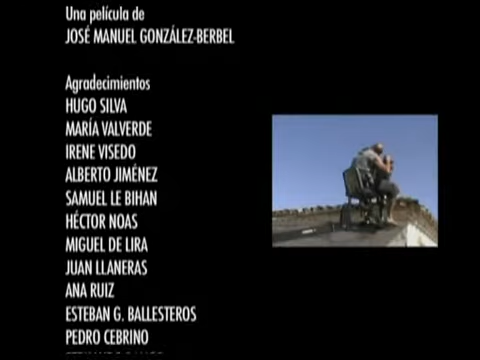 Una película de
JOSÉ MANUEL GONZÁLEZ-BERBEL
Agradecimientos
HUGO SILVA
MARÍA VALVERDE
IRENE VISEDO
ALBERTO JIMÉNEZ
SAMUEL LE BIHAN
HÉCTOR NOAS
MIGUEL DE LIRA
JUAN LLANERAS
ANA RUIZ
ESTEBAN G. BALLESTEROS
PEDRO CEBRINO